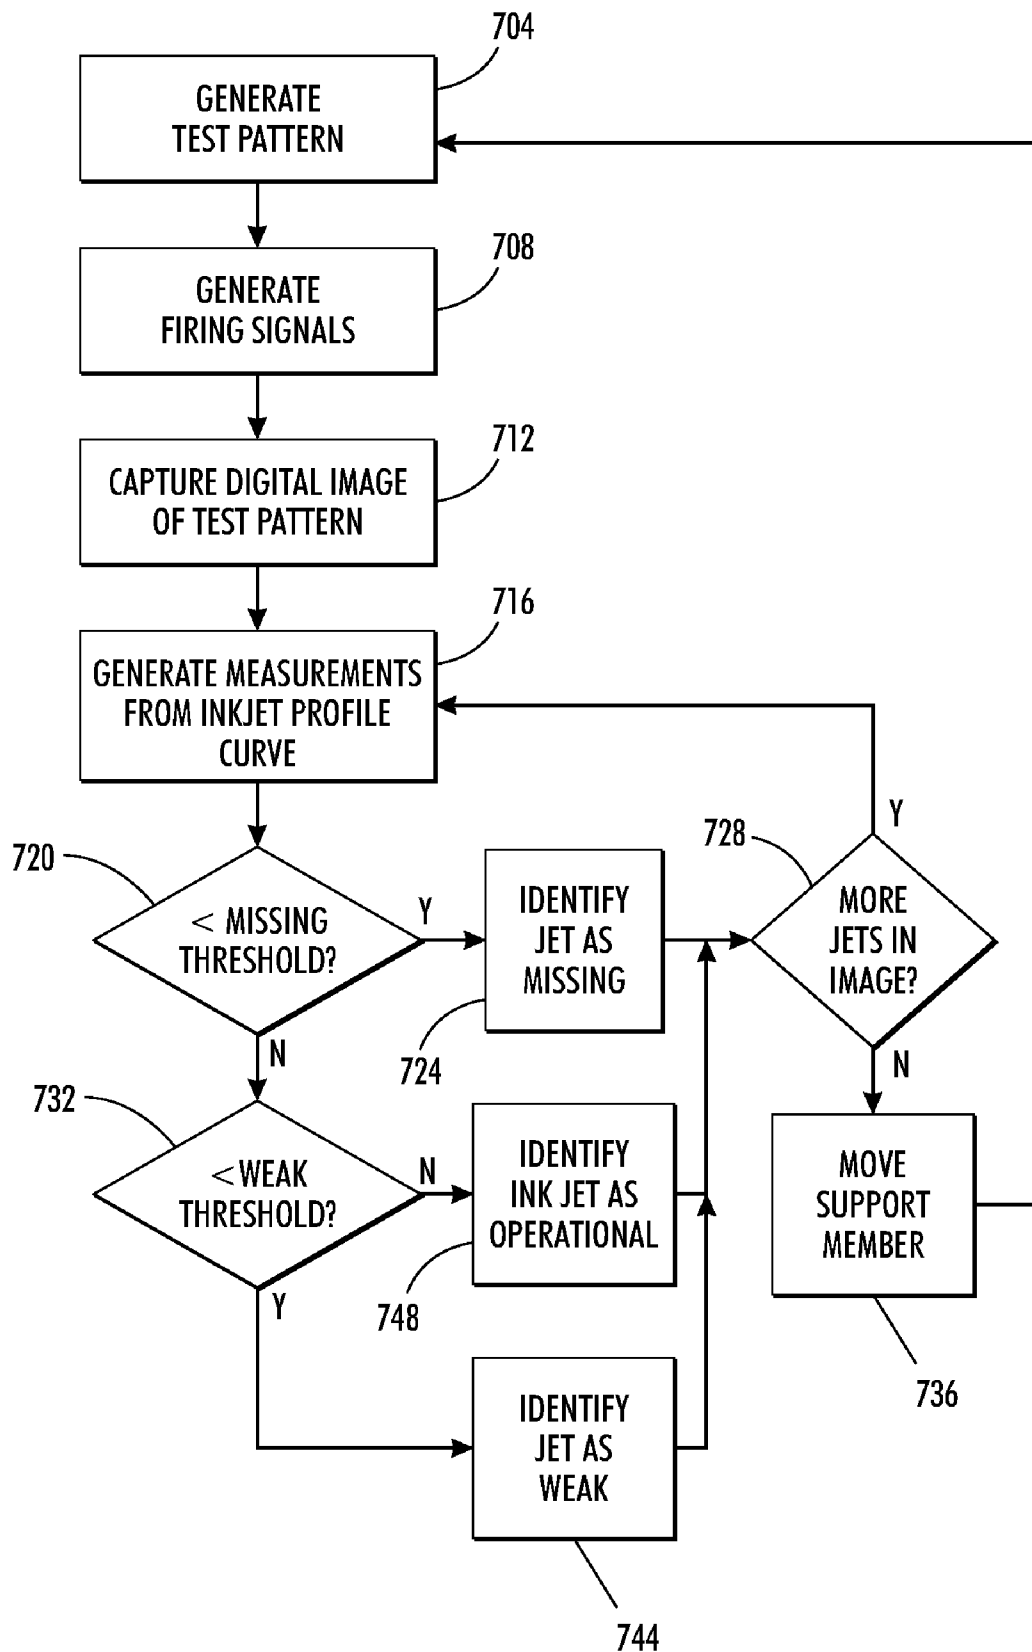 704
GENERATE
TEST PATTERN
708
GENERATE
FIRING SIGNALS
712
CAPTURE DIGITAL IMAGE
OF TEST PATTERN
716
GENERATE MEASUREMENTS
FROM INKJET PROFILE
CURVE
720
< MISSING
THRESHOLD?
Y
N
IDENTIFY
JET AS
MISSING
724
728
Y
MORE
JETS IN
IMAGE?
N
732
< WEAK
THRESHOLD?
N
Y
IDENTIFY
INK JET AS
OPERATIONAL
748
MOVE
SUPPORT
MEMBER
736
IDENTIFY
JET AS
WEAK
744